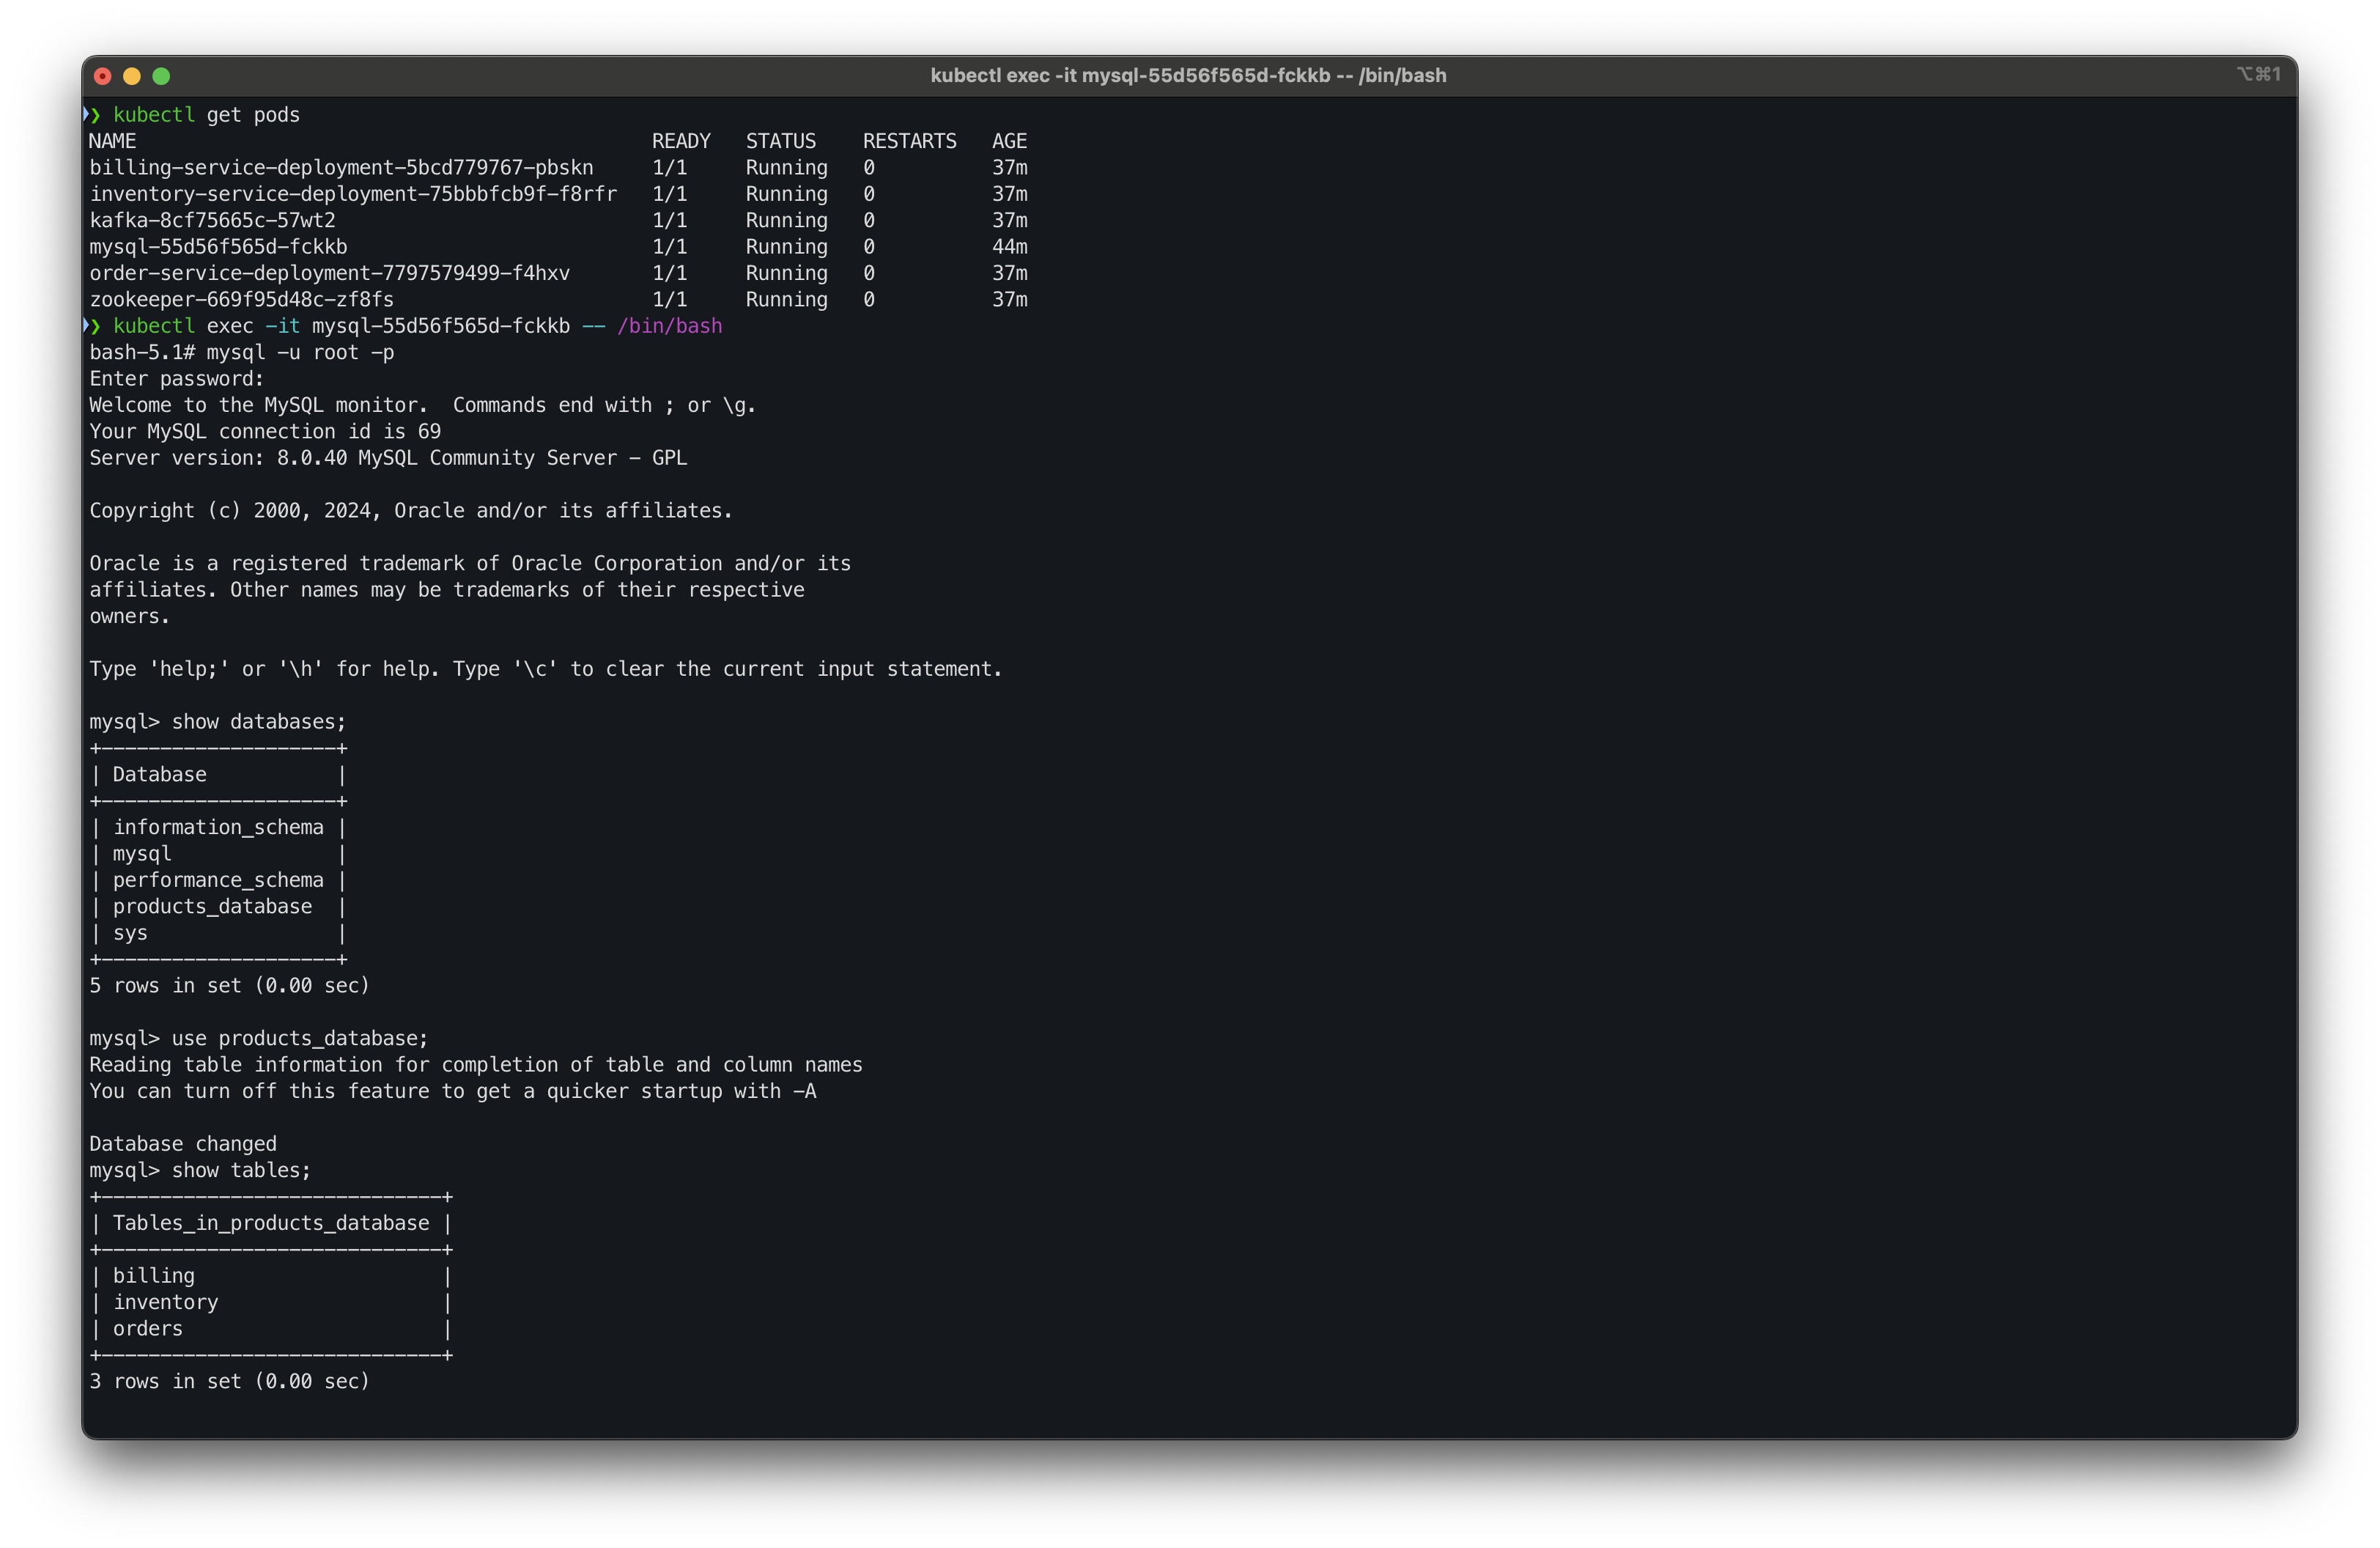 kubectl exec -it mysql-55d56f565d-fckkb -- /bin/bash
⌥⌘1
❯ kubectl get pods
NAME                                            READY   STATUS    RESTARTS   AGE
billing-service-deployment-5bcd779767-pbskn     1/1     Running   0          37m
inventory-service-deployment-75bbbfcb9f-f8rfr   1/1     Running   0          37m
kafka-8cf75665c-57wt2                           1/1     Running   0          37m
mysql-55d56f565d-fckkb                          1/1     Running   0          44m
order-service-deployment-7797579499-f4hxv       1/1     Running   0          37m
zookeeper-669f95d48c-zf8fs                      1/1     Running   0          37m
❯ kubectl exec -it mysql-55d56f565d-fckkb -- /bin/bash
bash-5.1# mysql -u root -p
Enter password:
Welcome to the MySQL monitor.  Commands end with ; or \g.
Your MySQL connection id is 69
Server version: 8.0.40 MySQL Community Server - GPL

Copyright (c) 2000, 2024, Oracle and/or its affiliates.

Oracle is a registered trademark of Oracle Corporation and/or its
affiliates. Other names may be trademarks of their respective
owners.

Type 'help;' or '\h' for help. Type '\c' to clear the current input statement.

mysql> show databases;
+--------------------+
| Database           |
+--------------------+
| information_schema |
| mysql              |
| performance_schema |
| products_database  |
| sys                |
+--------------------+
5 rows in set (0.00 sec)

mysql> use products_database;
Reading table information for completion of table and column names
You can turn off this feature to get a quicker startup with -A

Database changed
mysql> show tables;
+-----------------------------+
| Tables_in_products_database |
+-----------------------------+
| billing                     |
| inventory                   |
| orders                      |
+-----------------------------+
3 rows in set (0.00 sec)